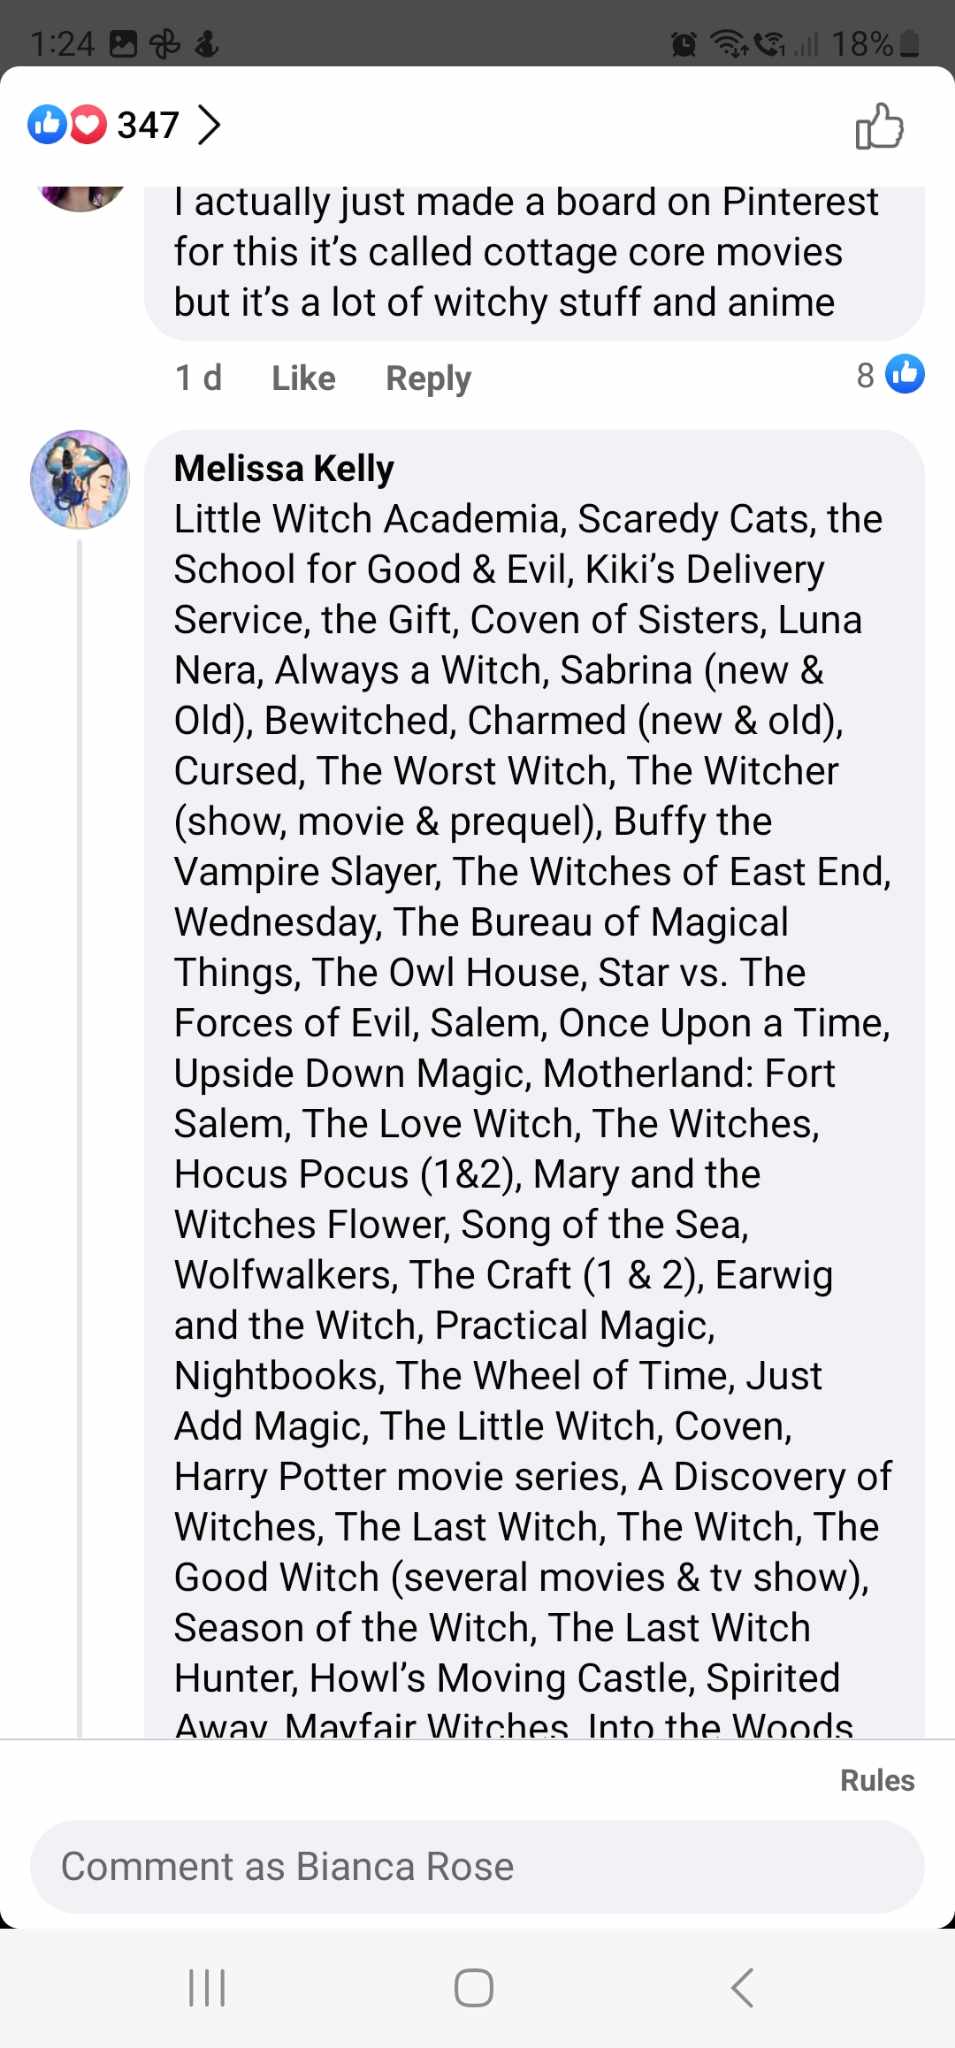 1:24
18%
347
I actually just made a board on Pinterest
for this it's called cottage core movies
but it's a lot of witchy stuff and anime
1 d Like Reply 8
Melissa Kelly
Little Witch Academia, Scaredy Cats, the
School for Good & Evil, Kiki's Delivery
Service, the Gift, Coven of Sisters, Luna
Nera, Always a Witch, Sabrina (new &
Old), Bewitched, Charmed (new & old),
Cursed, The Worst Witch, The Witcher
(show, movie & prequel), Buffy the
Vampire Slayer, The Witches of East End,
Wednesday, The Bureau of Magical
Things, The Owl House, Star vs. The
Forces of Evil, Salem, Once Upon a Time,
Upside Down Magic, Motherland: Fort
Salem, The Love Witch, The Witches,
Hocus Pocus (1&2), Mary and the
Witches Flower, Song of the Sea,
Wolfwalkers, The Craft (1 & 2), Earwig
and the Witch, Practical Magic,
Nightbooks, The Wheel of Time, Just
Add Magic, The Little Witch, Coven,
Harry Potter movie series, A Discovery of
Witches, The Last Witch, The Witch, The
Good Witch (several movies & tv show),
Season of the Witch, The Last Witch
Hunter, Howl's Moving Castle, Spirited
Away, Mayfair Witches, Into the Woods
Rules
Comment as Bianca Rose